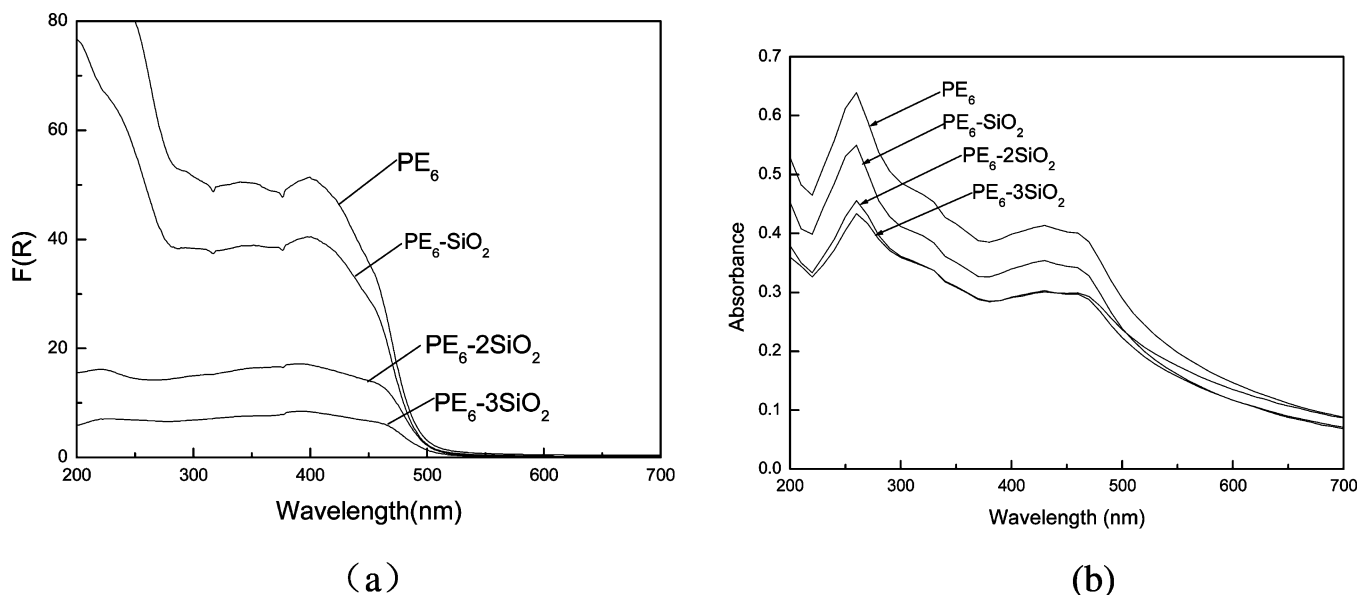 80
60
40
20
0
F(R)
200 300 400 500 600 700
Wavelength(nm)
PE6
PE6-SiO2
PE6-2SiO2
PE6-3SiO2
(a)
0.7
0.6
0.5
0.4
0.3
0.2
0.1
0.0
Absorbance
200 300 400 500 600 700
Wavelength (nm)
PE6
PE6-SiO2
PE6-2SiO2
PE6-3SiO2
(b)